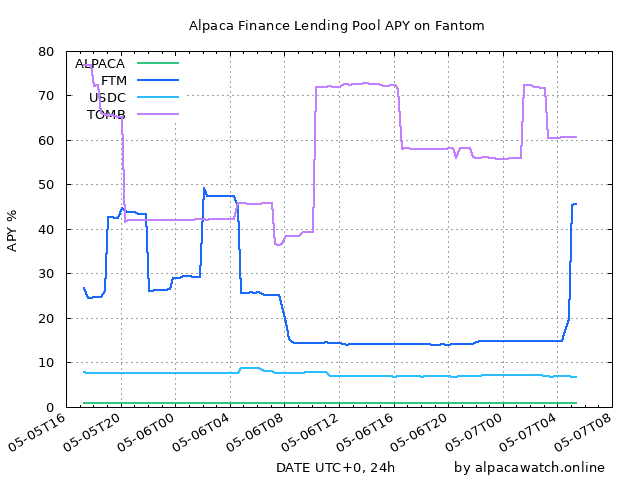 Alpaca Finance Lending Pool APY on Fantom
80
70
60
50
40
30
20
10
0
APY %
ALPACA
FTM
USDC
TOMB
05-05T16
05-05T20
05-06T00
05-06T04
05-06T08
05-06T12
05-06T16
05-06T20
05-07T00
05-07T04
05-07T08
DATE UTC+0, 24h
by alpacawatch.online